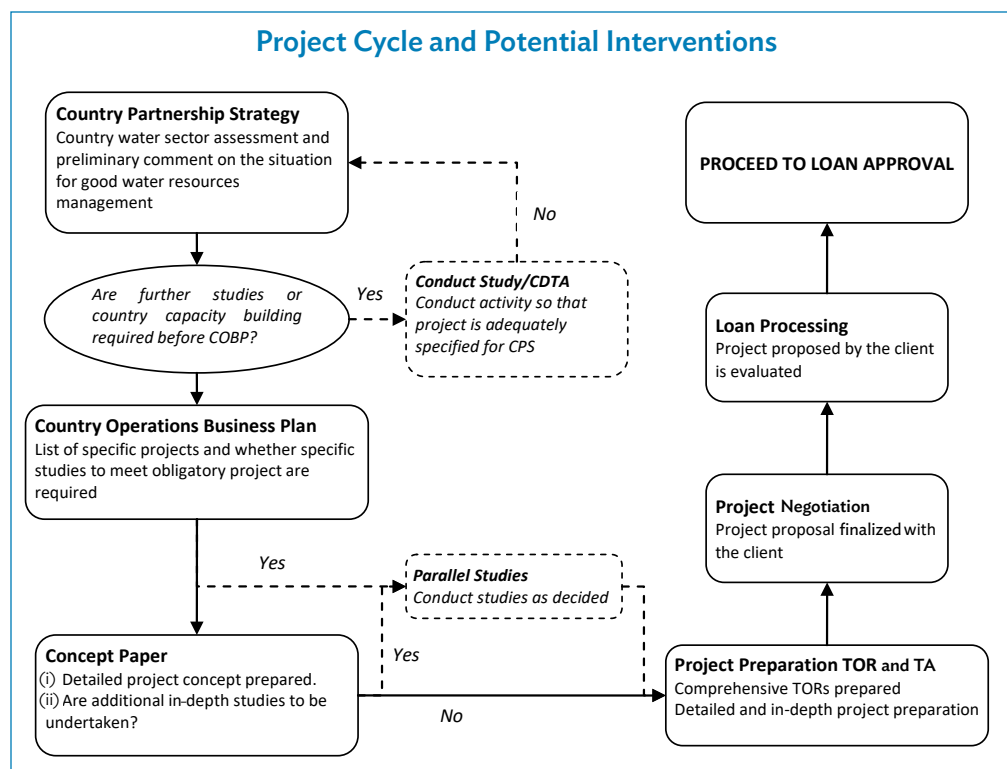 Project Cycle and Potential Interventions
Country Partnership Strategy
Country water sector assessment and
preliminary comment on the situation
for good water resources
management
No
Are further studies or
country capacity building
required before COBP?
Yes
Conduct Study/CDTA
Conduct activity so that
project is adequately
specified for CPS
Country Operations Business Plan
List of specific projects and whether specific
studies to meet obligatory project are
required
Yes
Parallel Studies
Conduct studies as decided
Yes
Concept Paper
(i) Detailed project concept prepared.
(ii) Are additional in-depth studies to be
undertaken?
No
Project Preparation TOR and TA
Comprehensive TORs prepared
Detailed and in-depth project preparation
Project Negotiation
Project proposal finalized with
the client
Loan Processing
Project proposed by the client
is evaluated
PROCEED TO LOAN APPROVAL